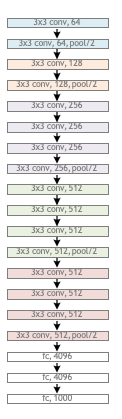 3x3 conv, 64
3x3 conv, 64, pool/2
3x3 conv, 128
3x3 conv, 128, pool/2
3x3 conv, 256
3x3 conv, 256
3x3 conv, 256
3x3 conv, 256, pool/2
3x3 conv, 512
3x3 conv, 512
3x3 conv, 512
3x3 conv, 512, pool/2
3x3 conv, 512
3x3 conv, 512
3x3 conv, 512
3x3 conv, 512, pool/2
fc, 4096
fc, 4096
fc, 1000